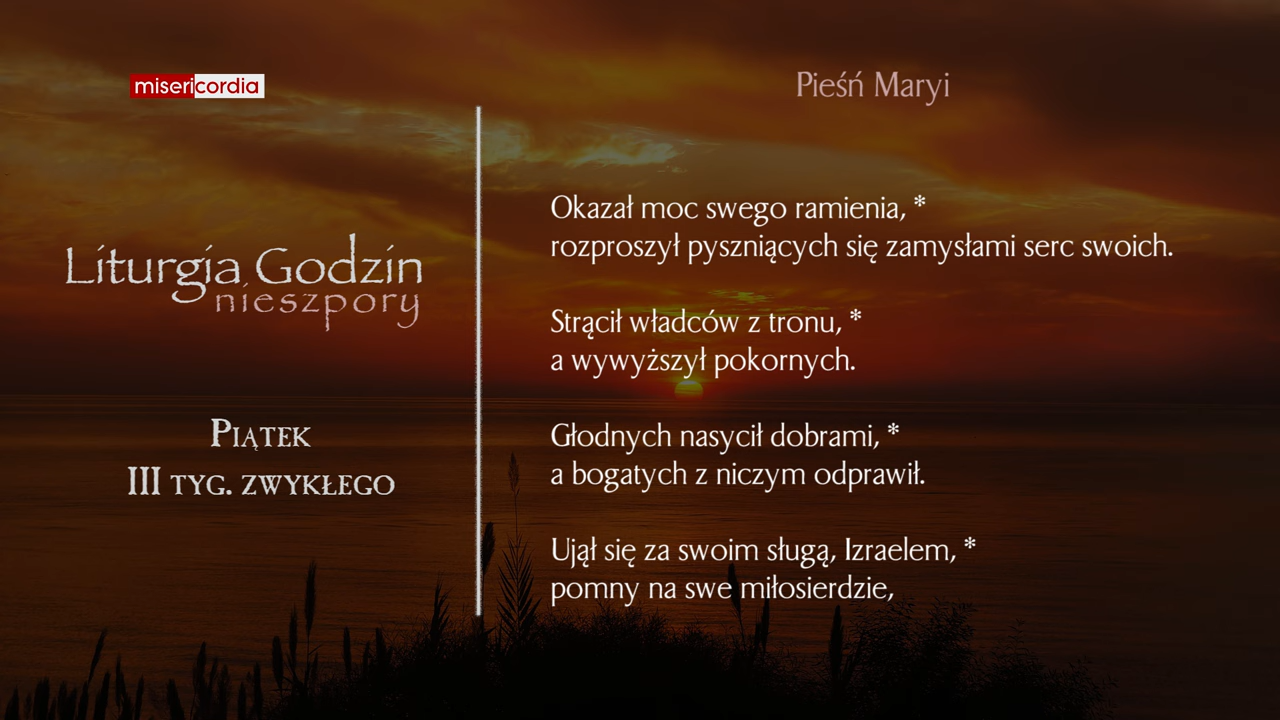 misericordia
Liturgia Godzin
nieszpory
Piątek
III tyg. zwykłego
Pieśń Maryi
Okazał moc swego ramienia, *
rozproszył pyszniących się zamysłami serc swoich.
Strącił władców z tronu, *
a wywyższył pokornych.
Głodnych nasycił dobrami, *
a bogatych z niczym odprawił.
Ujął się za swoim sługą, Izraelem, *
pomny na swe miłosierdzie,